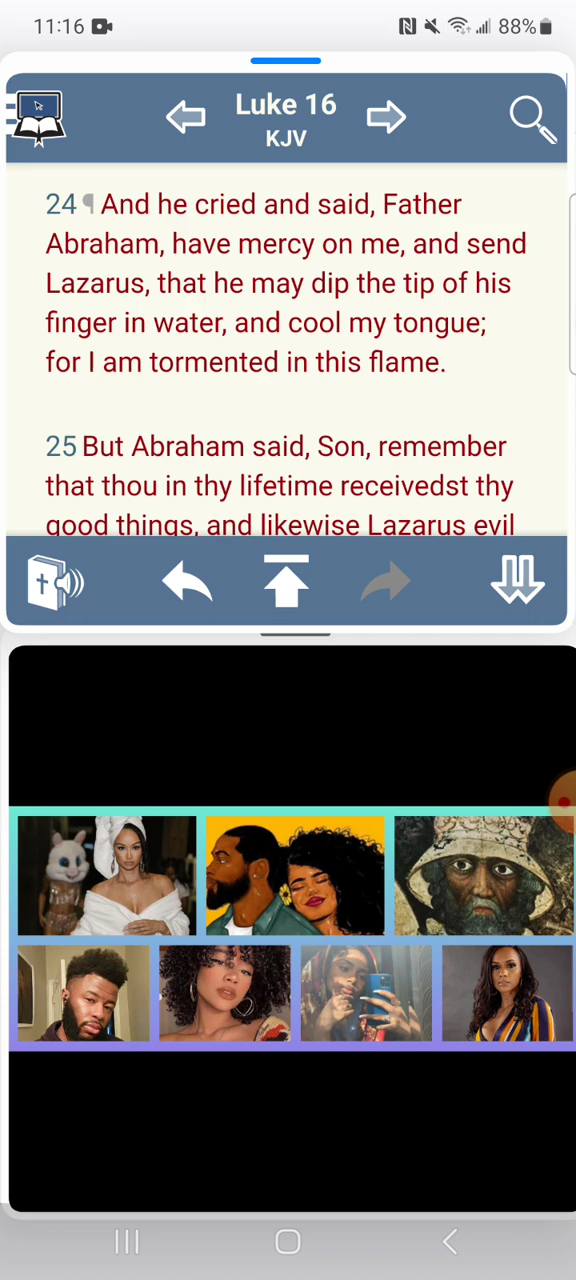 11:16
88%
Luke 16
KJV
24 ¶ And he cried and said, Father
Abraham, have mercy on me, and send
Lazarus, that he may dip the tip of his
finger in water, and cool my tongue;
for I am tormented in this flame.
25 But Abraham said, Son, remember
that thou in thy lifetime receivedst thy
good things, and likewise Lazarus evil